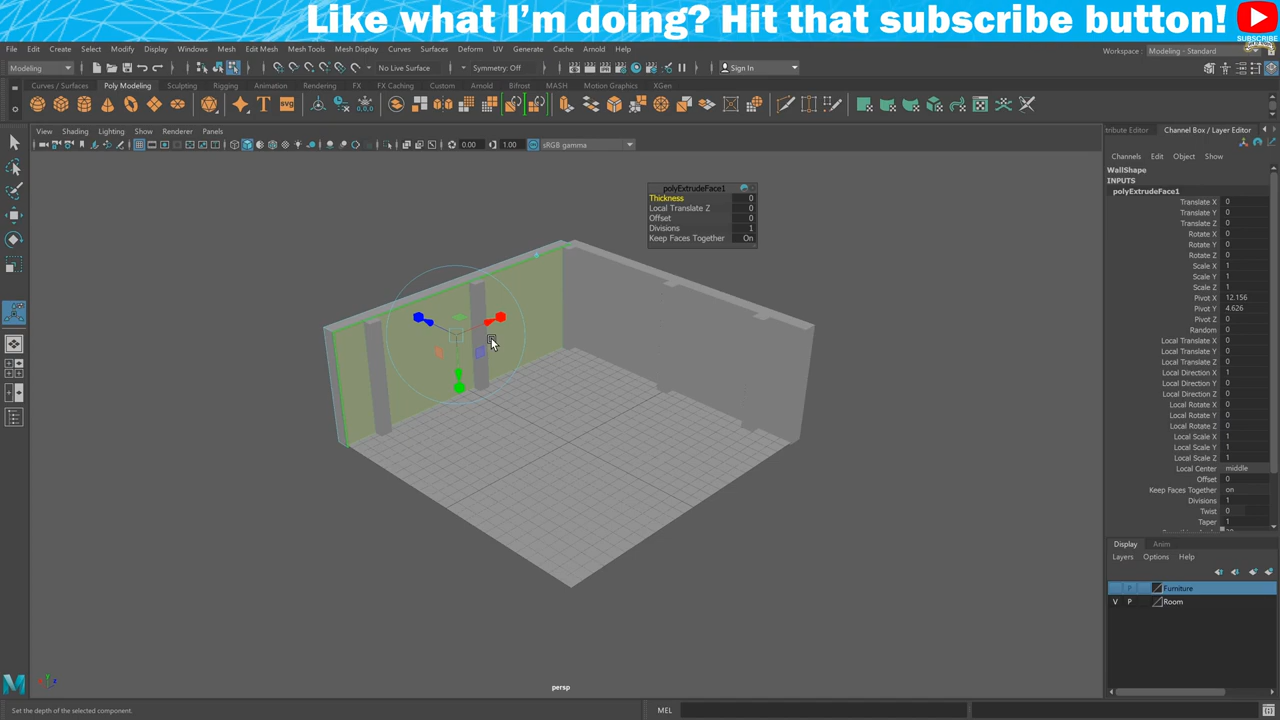 Like what I'm doing? Hit that subscribe button!
SUBSCRIBE
File Edit Create Select Modify Display Windows Mesh Edit Mesh Mesh Tools Mesh Display Curves Surfaces Deform UV Generate Cache Arnold Help
Workspace : Modeling - Standard
Modeling No Live Surface Symmetry: Off Sign In
Curves / Surfaces Poly Modeling Sculpting Rigging Animation Rendering FX FX Caching Custom Arnold Bifrost MASH Motion Graphics XGen
svg
View Shading Lighting Show Renderer Panels
tribute Editor Channel Box / Layer Editor
0.00 1.00 sRGB gamma
Channels Edit Object Show
WallShape
INPUTS
polyExtrudeFace1
Translate X 0
Translate Y 0
Translate Z 0
Rotate X 0
Rotate Y 0
Rotate Z 0
Scale X 1
Scale Y 1
Scale Z 1
Pivot X 12.156
Pivot Y 4.626
Pivot Z 0
Random 0
Local Translate X 0
Local Translate Y 0
Local Translate Z 0
Local Direction X 1
Local Direction Y 0
Local Direction Z 0
Local Rotate X 0
Local Rotate Y 0
Local Rotate Z 0
Local Scale X 1
Local Scale Y 1
Local Scale Z 1
Local Center middle
Offset 0
Keep Faces Together on
Divisions 1
Twist 0
Taper 1
polyExtrudeFace1
Thickness 0
Local Translate Z 0
Offset 0
Divisions 1
Keep Faces Together On
Display Anim
Layers Options Help
P Furniture
V P Room
persp
Set the depth of the selected component.
MEL